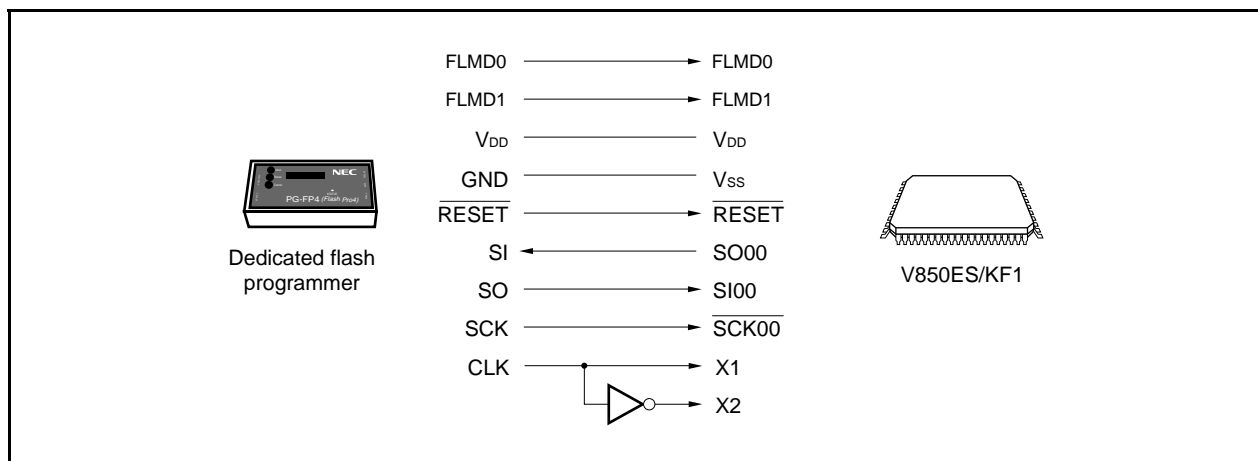 FLMD0 FLMD0
FLMD1 FLMD1
VDD VDD
GND VSS
RESET RESET
SI SO00
SO SI00
SCK SCK00
CLK X1
X2
NEC
PG-FP4 (Flash Pro4)
Dedicated flash
programmer
V850ES/KF1